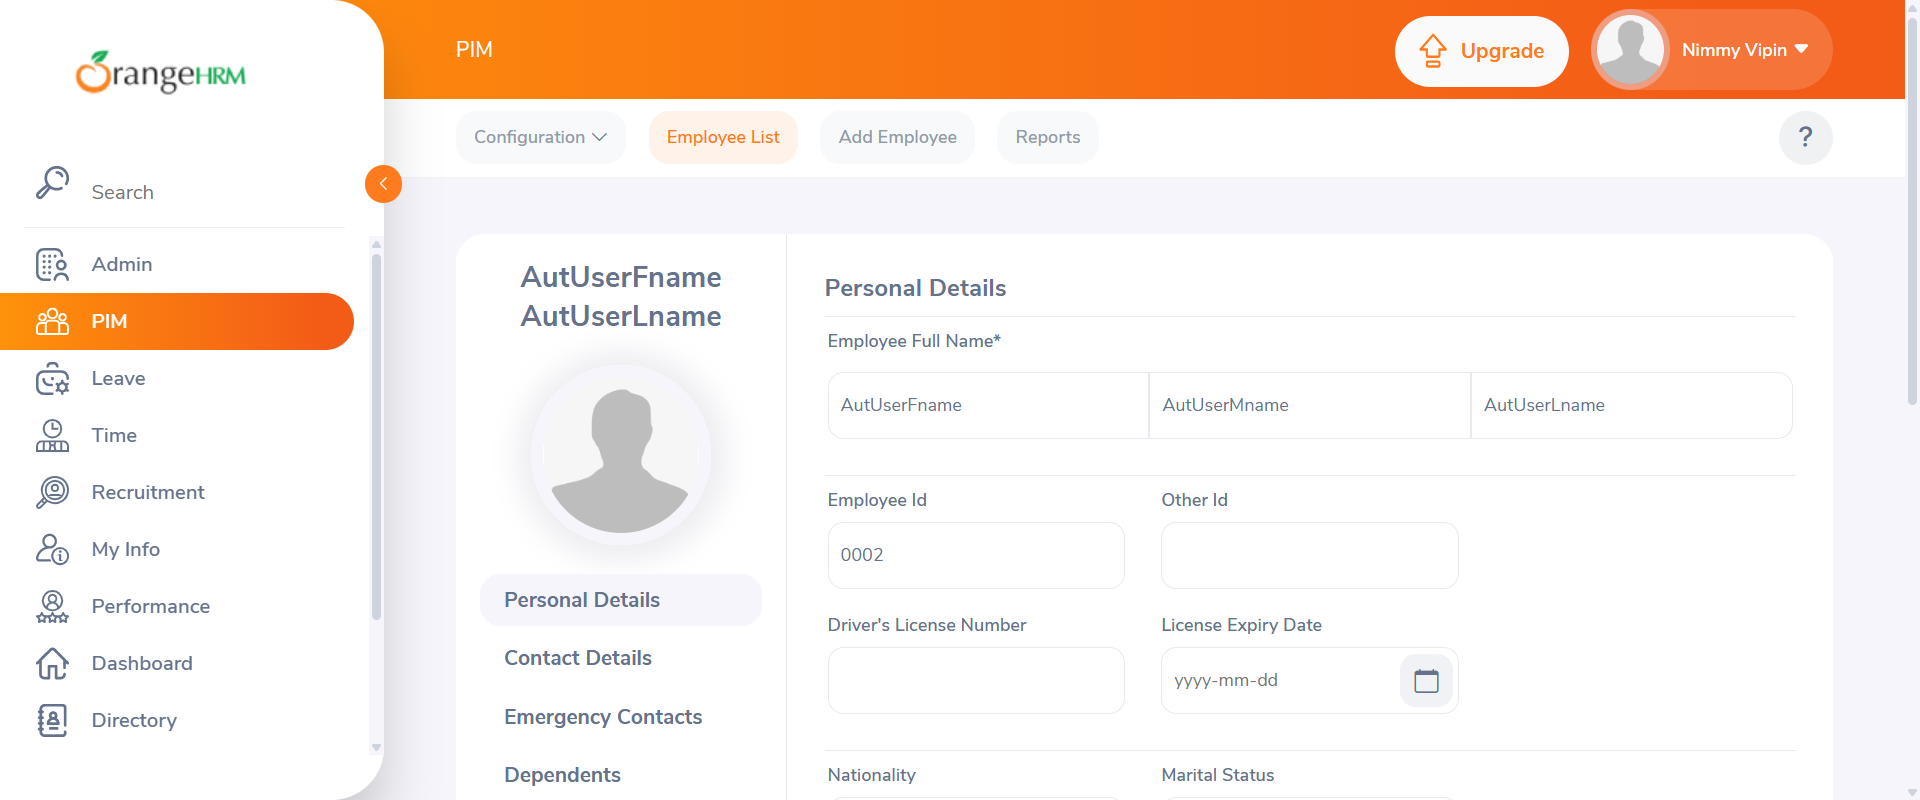 OrangeHRM
Search
Admin
PIM
Leave
Time
Recruitment
My Info
Performance
Dashboard
Directory
PIM
Upgrade
Nimmy Vipin
Configuration
Employee List
Add Employee
Reports
?
AutUserFname
AutUserLname
Personal Details
Contact Details
Emergency Contacts
Dependents
Personal Details
Employee Full Name*
AutUserFname
AutUserMname
AutUserLname
Employee Id
Other Id
0002
Driver's License Number
License Expiry Date
yyyy-mm-dd
Nationality
Marital Status